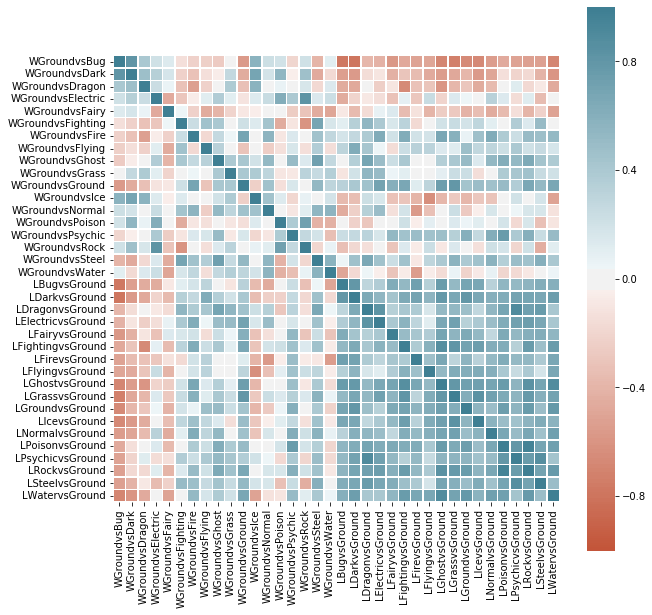 WGroundvsBug
WGroundvsDark
WGroundvsDragon
WGroundvsElectric
WGroundvsFairy
WGroundvsFighting
WGroundvsFire
WGroundvsFlying
WGroundvsGhost
WGroundvsGrass
WGroundvsGround
WGroundvsIce
WGroundvsNormal
WGroundvsPoison
WGroundvsPsychic
WGroundvsRock
WGroundvsSteel
WGroundvsWater
LBugvsGround
LDarkvsGround
LDragonvsGround
LElectricvsGround
LFairyvsGround
LFightingvsGround
LFirevsGround
LFlyingvsGround
LGhostvsGround
LGrassvsGround
LGroundvsGround
LIcevsGround
LNormalvsGround
LPoisonvsGround
LPsychicvsGround
LRockvsGround
LSteelvsGround
LWatervsGround
WGroundvsBug
WGroundvsDark
WGroundvsDragon
WGroundvsElectric
WGroundvsFairy
WGroundvsFighting
WGroundvsFire
WGroundvsFlying
WGroundvsGhost
WGroundvsGrass
WGroundvsGround
WGroundvsIce
WGroundvsNormal
WGroundvsPoison
WGroundvsPsychic
WGroundvsRock
WGroundvsSteel
WGroundvsWater
LBugvsGround
LDarkvsGround
LDragonvsGround
LElectricvsGround
LFairyvsGround
LFightingvsGround
LFirevsGround
LFlyingvsGround
LGhostvsGround
LGrassvsGround
LGroundvsGround
LIcevsGround
LNormalvsGround
LPoisonvsGround
LPsychicvsGround
LRockvsGround
LSteelvsGround
LWatervsGround
0.8
0.4
0.0
−0.4
−0.8